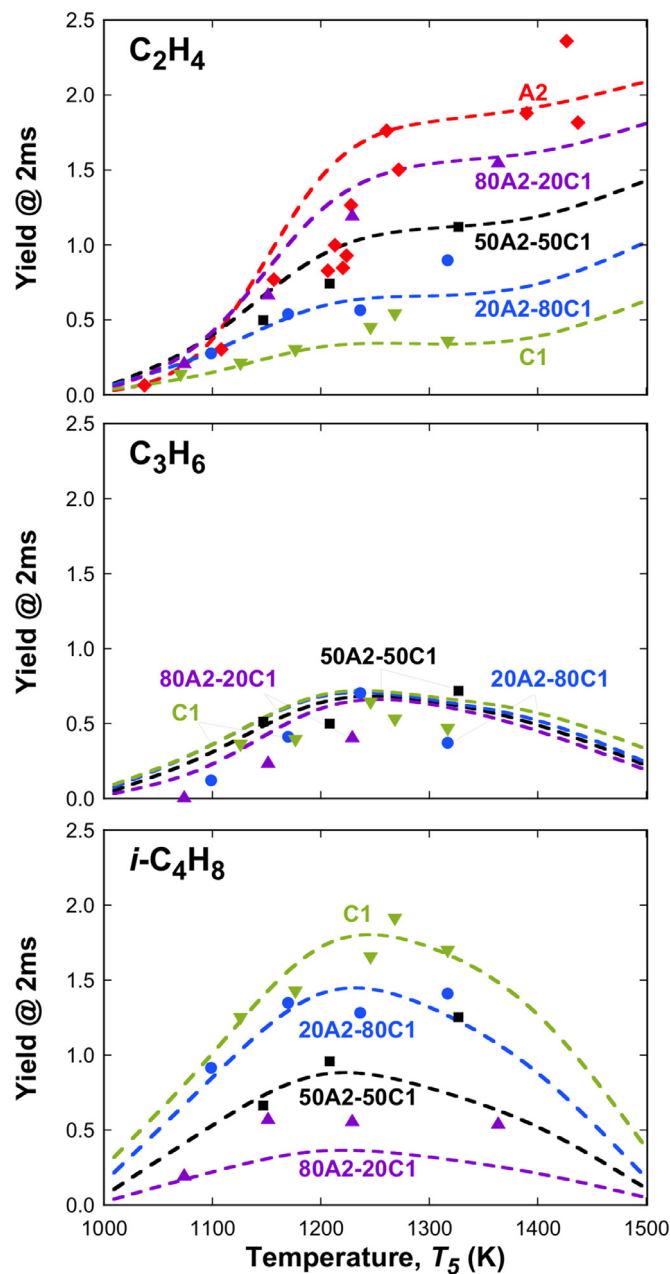 2.5
C2H4
2.0
A2
1.5
80A2-20C1
Yield @ 2ms
1.0
50A2-50C1
20A2-80C1
0.5
C1
0.0
2.5
C3H6
2.0
1.5
Yield @ 2ms
1.0
50A2-50C1
80A2-20C1
20A2-80C1
0.5
C1
0.0
2.5
i-C4H8
2.0
C1
1.5
Yield @ 2ms
20A2-80C1
1.0
50A2-50C1
0.5
80A2-20C1
0.0
1000 1100 1200 1300 1400 1500
Temperature, T5 (K)